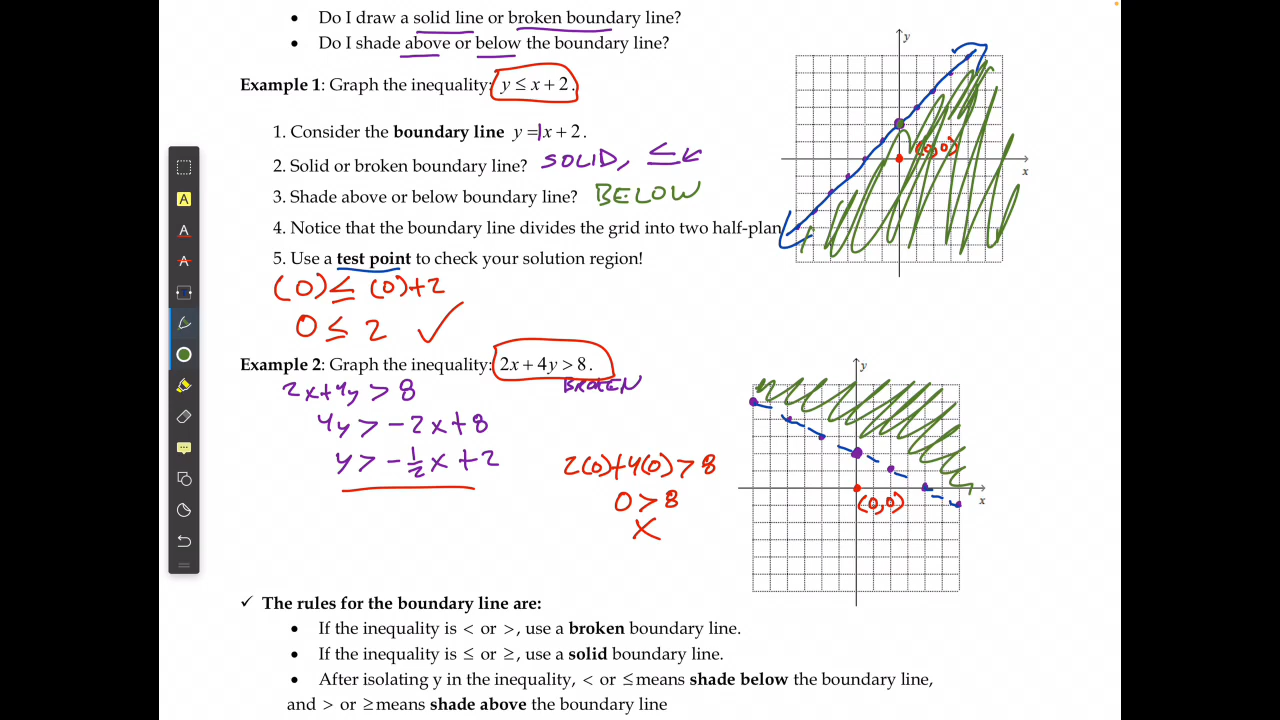 • Do I draw a solid line or broken boundary line?
• Do I shade above or below the boundary line?
Example 1: Graph the inequality: y ≤ x + 2.
1. Consider the boundary line y = 1x + 2.
2. Solid or broken boundary line? SOLID, ≤
3. Shade above or below boundary line? BELOW
4. Notice that the boundary line divides the grid into two half-plan
5. Use a test point to check your solution region!
(0) ≤ (0)+2
0 ≤ 2 ✓
y
x
(0,0)
Example 2: Graph the inequality: 2x + 4y > 8.
BROKEN
2x+4y > 8
4y > -2x+8
y > -1/2x +2
2(0)+4(0) > 8
0 > 8
X
y
x
(0,0)
✓ The rules for the boundary line are:
• If the inequality is < or >, use a broken boundary line.
• If the inequality is ≤ or ≥, use a solid boundary line.
• After isolating y in the inequality, < or ≤ means shade below the boundary line,
and > or ≥ means shade above the boundary line
A
A
A